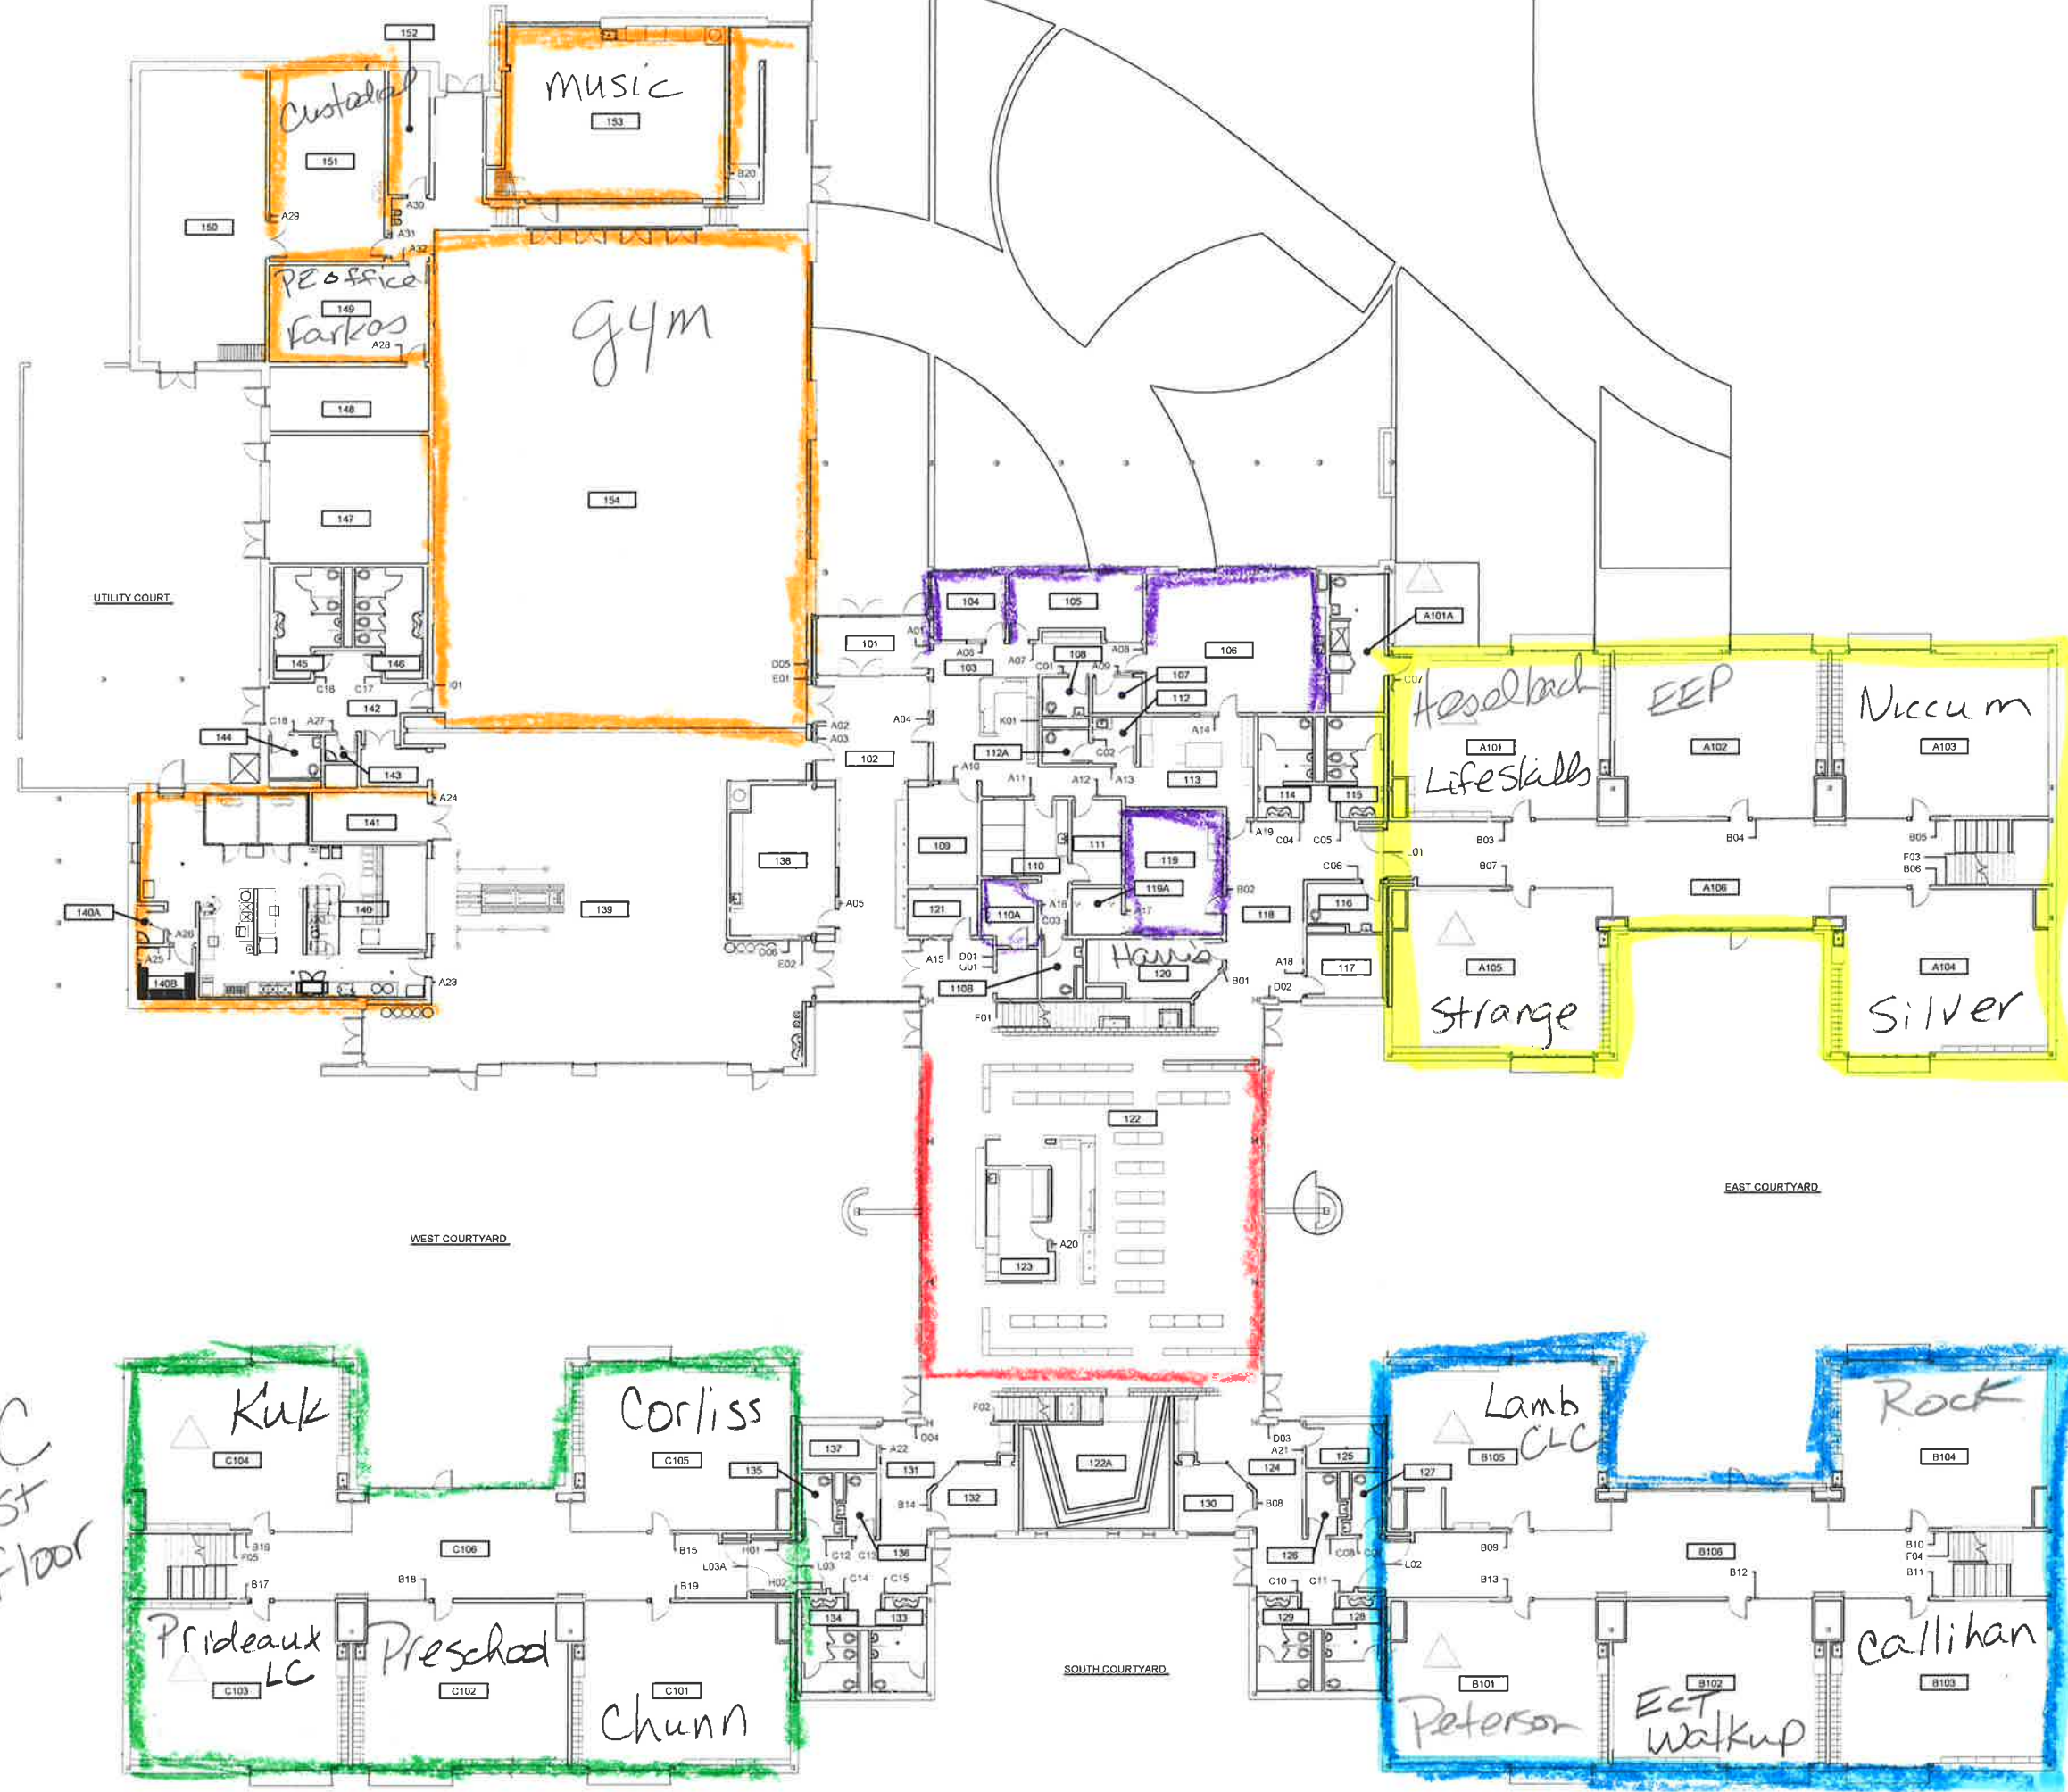 152
music
153
Custodial
151
B20
A30
A29
A31
A32
150
PE office
149
Farkas
A28
gym
148
154
147
UTILITY COURT
104
105
A101A
101
A01
106
A06
A07
108
A08
103
C01
A09
145
146
D05
107
C07
Heselbach
EEP
Niccum
C16
C17
I01
E01
112
142
C18
A27
A02
A04
K01
A14
144
A03
112A
C02
A101
A102
A103
102
143
A10
A11
A12
A13
113
Lifeskills
A24
114
115
141
A19
C04
C05
B03
B04
B05
138
109
110
111
119
L01
F03
C06
B07
B06
140A
140
139
A05
119A
B02
A106
121
110A
A16
A17
118
116
A26
C03
A25
D06
E02
A15
D01
G01
Harris
120
A18
117
A105
A104
140B
A23
110B
B01
D02
Strange
Silver
F01
122
EAST COURTYARD
WEST COURTYARD
A20
123
C
st
Floor
Kuk
Corliss
Lamb
CLC
Rock
F02
D04
D03
C104
C105
137
A22
A21
125
B105
B104
135
131
122A
124
127
B14
132
130
B08
B16
F05
C106
B15
H01
C12
C13
136
126
C08
B09
B106
B10
F04
L03A
L03
L02
B17
B18
B19
H02
C14
C15
C10
C11
B13
B12
B11
134
133
129
128
Prideaux
LC
Preschool
Callihan
SOUTH COURTYARD
C103
C102
C101
B101
B102
B103
Chunn
Peterson
ECT
Walkup